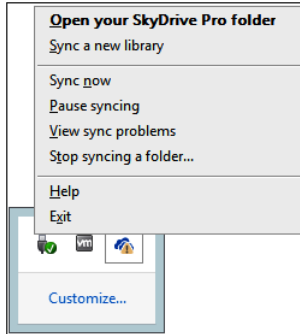 Open your SkyDrive Pro folder
Sync a new library
Sync now
Pause syncing
View sync problems
Stop syncing a folder...
Help
Exit
vm
Customize...